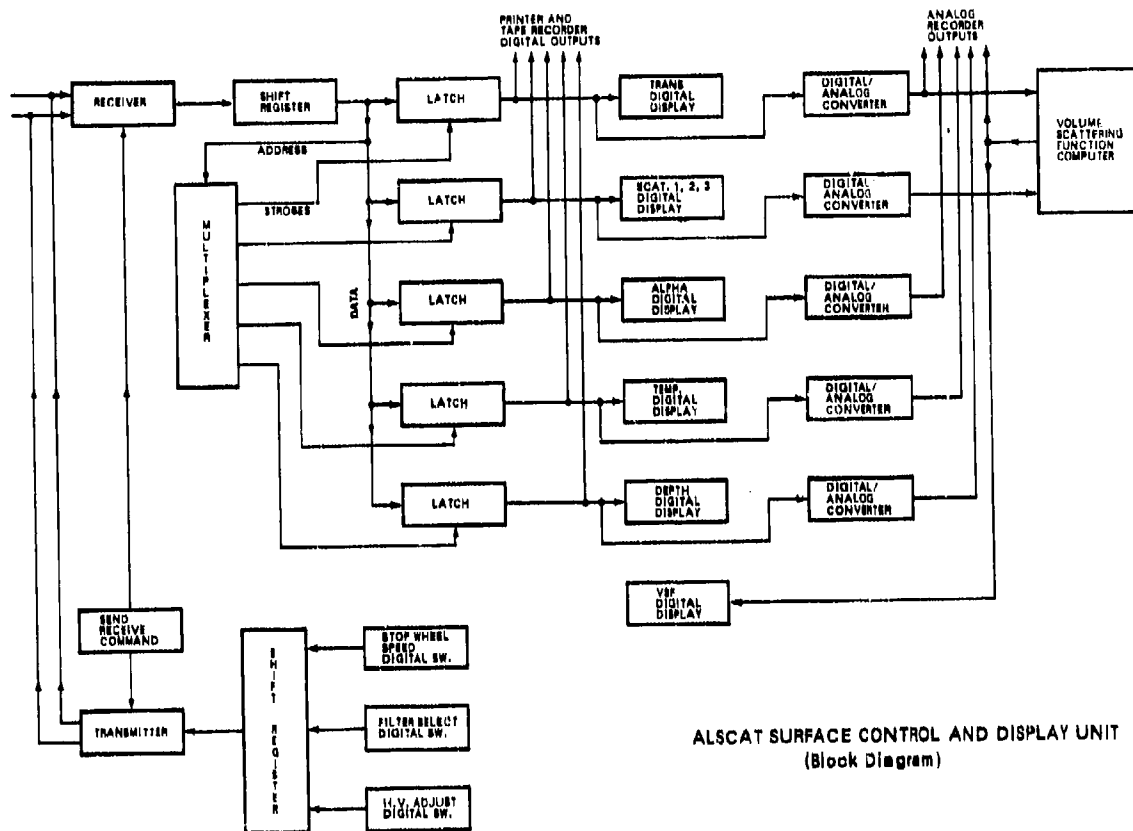 PRINTER AND
TAPE RECORDER
DIGITAL OUTPUTS
ANALOG
RECORDER
OUTPUTS
RECEIVER
SHIFT
REGISTER
LATCH
TRANS
DIGITAL
DISPLAY
DIGITAL/
ANALOG
CONVERTER
VOLUME
SCATTERING
FUNCTION
COMPUTER
ADDRESS
STROBES
MULTIPLEXER
DATA
LATCH
SCAT. 1, 2, 3
DIGITAL
DISPLAY
DIGITAL/
ANALOG
CONVERTER
LATCH
ALPHA
DIGITAL
DISPLAY
DIGITAL/
ANALOG
CONVERTER
LATCH
TEMP.
DIGITAL
DISPLAY
DIGITAL/
ANALOG
CONVERTER
LATCH
DEPTH
DIGITAL
DISPLAY
DIGITAL/
ANALOG
CONVERTER
VSF
DIGITAL
DISPLAY
SEND
RECEIVE
COMMAND
TRANSMITTER
SHIFT REGISTER
STOP WHEEL
SPEED
DIGITAL SW.
FILTER SELECT
DIGITAL SW.
H.V. ADJUST
DIGITAL SW.
ALSCAT SURFACE CONTROL AND DISPLAY UNIT
(Block Diagram)